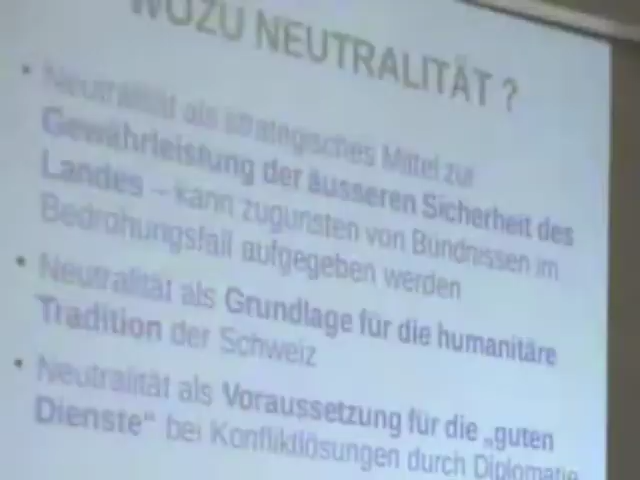 WOZU NEUTRALITÄT ?
• Neutralität als strategisches Mittel zur
Gewährleistung der äusseren Sicherheit des
Landes – kann zugunsten von Bündnissen im
Bedrohungsfall aufgegeben werden
• Neutralität als Grundlage für die humanitäre
Tradition der Schweiz
• Neutralität als Voraussetzung für die „guten
Dienste“ bei Konfliktlösungen durch Diplomatie